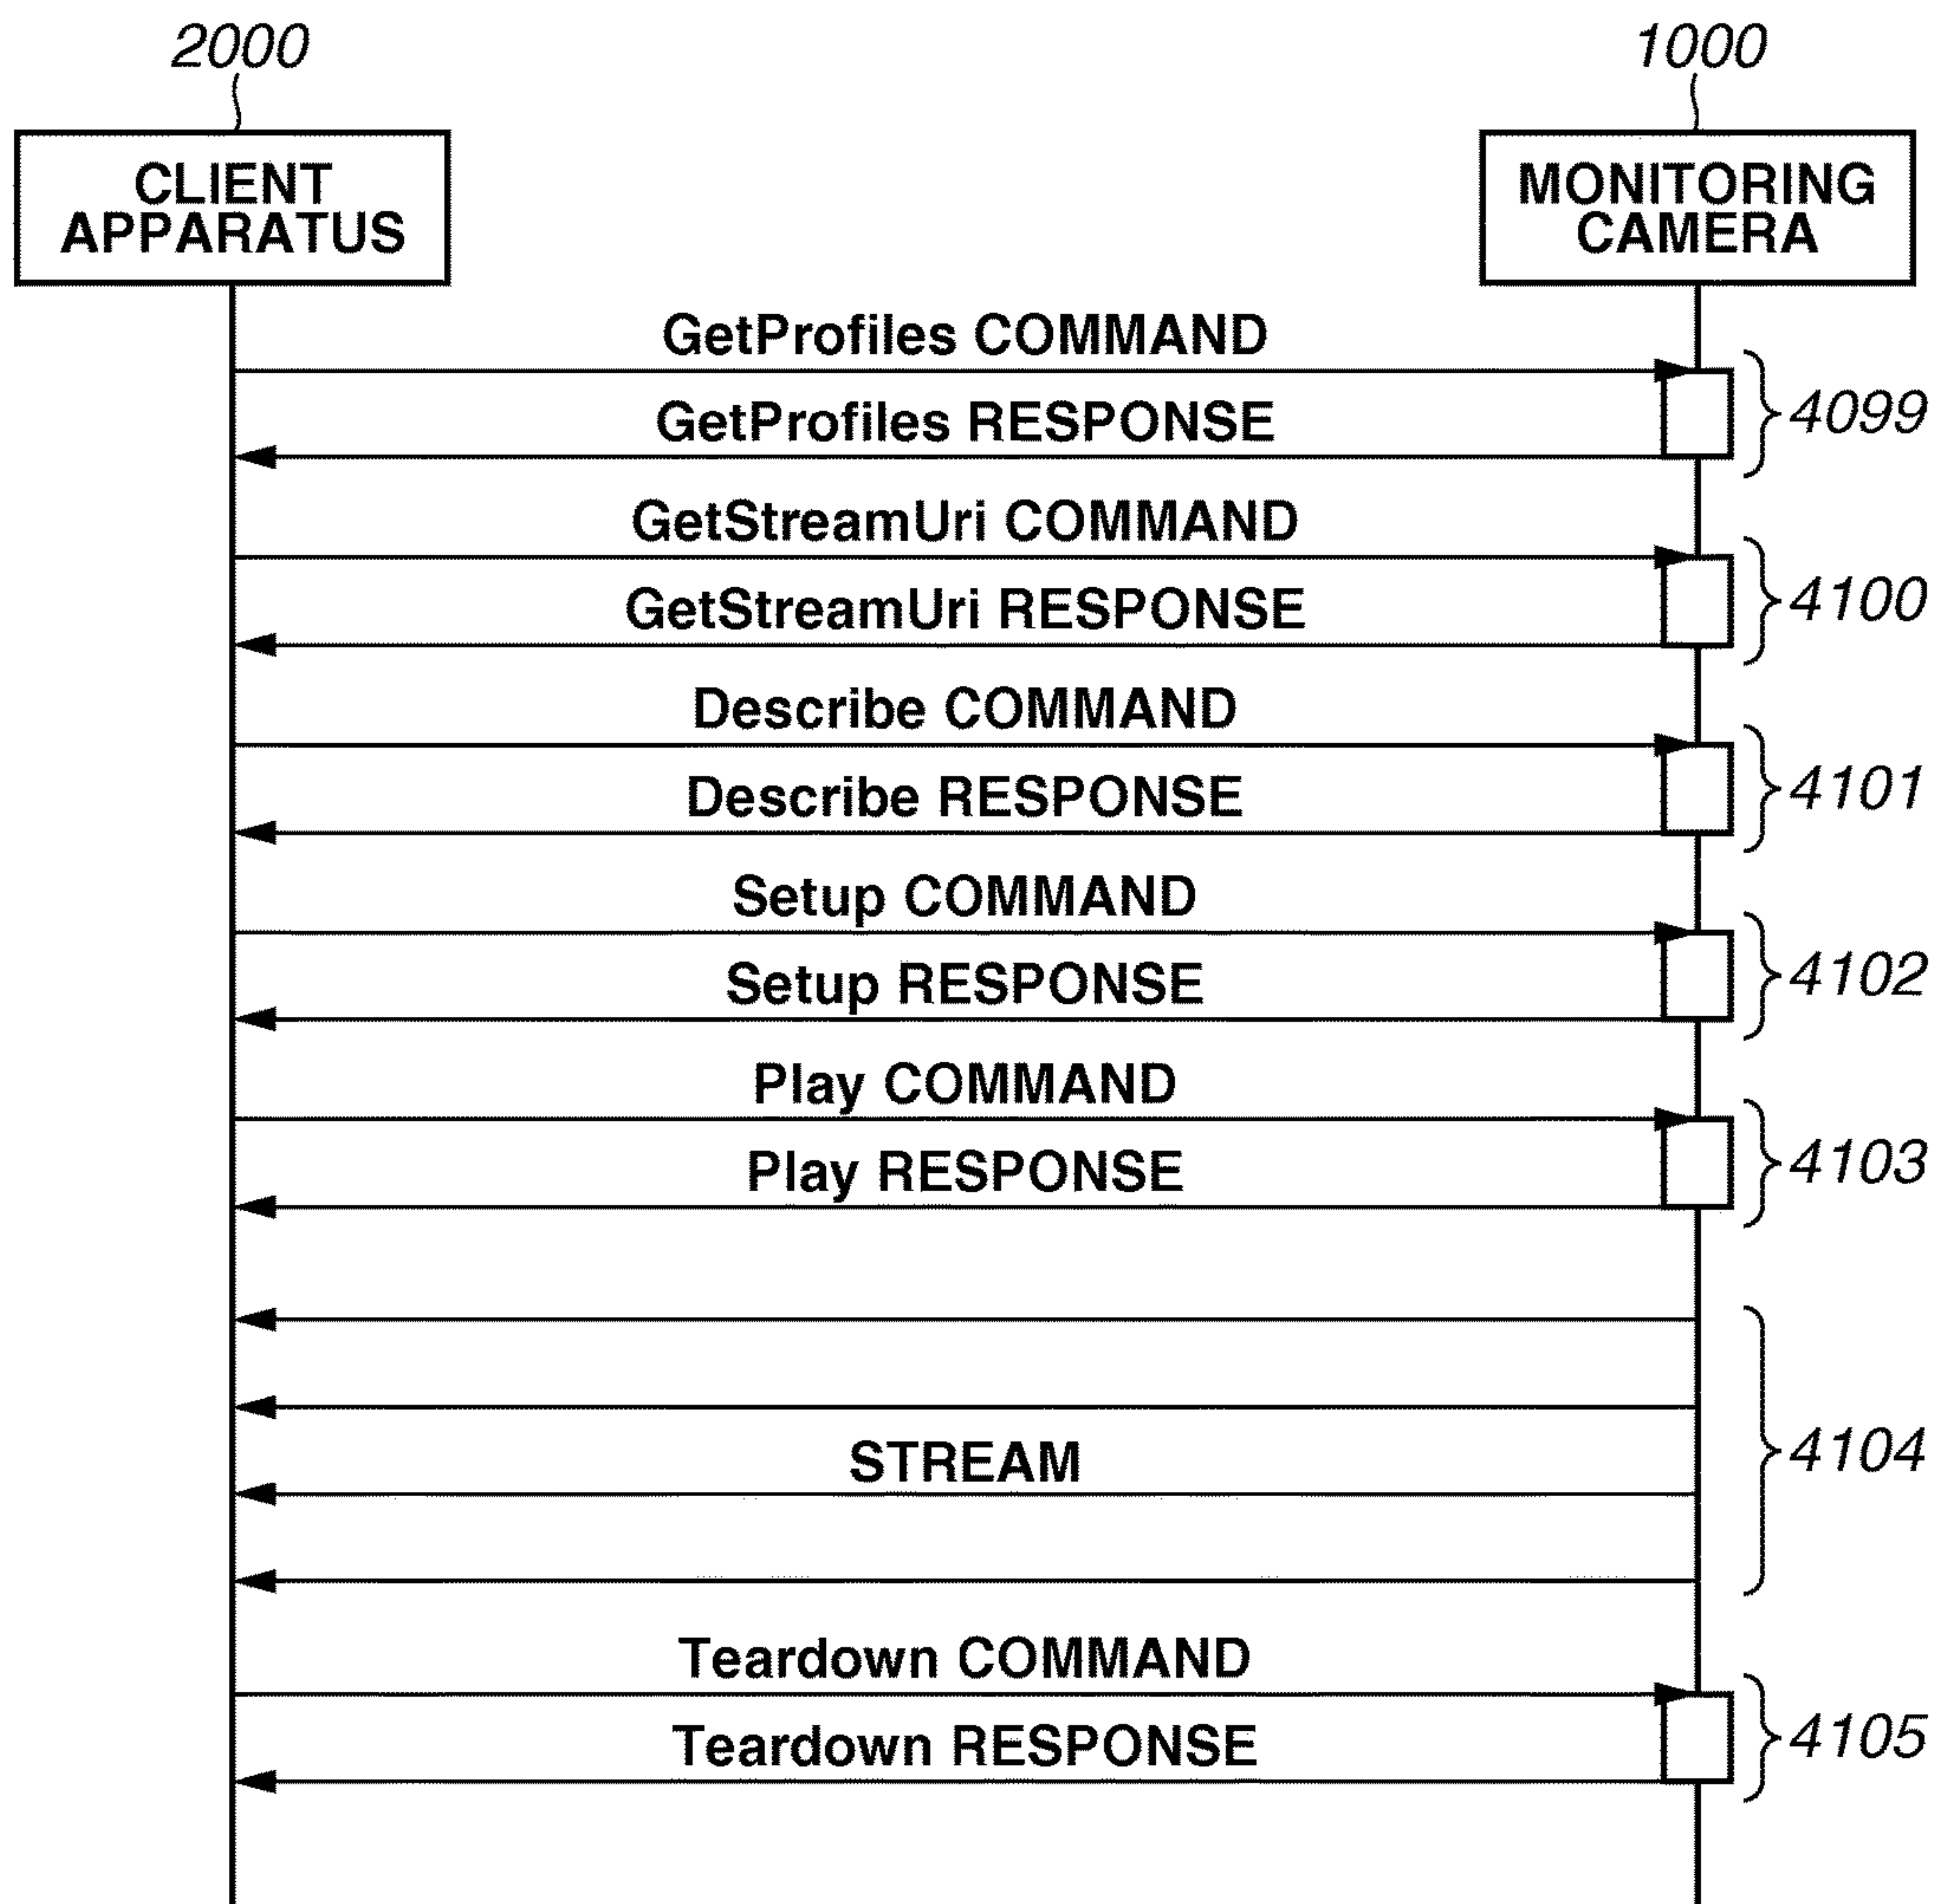 2000
1000
CLIENT
APPARATUS
MONITORING
CAMERA
GetProfiles COMMAND
GetProfiles RESPONSE
4099
GetStreamUri COMMAND
GetStreamUri RESPONSE
4100
Describe COMMAND
Describe RESPONSE
4101
Setup COMMAND
Setup RESPONSE
4102
Play COMMAND
Play RESPONSE
4103
STREAM
4104
Teardown COMMAND
Teardown RESPONSE
4105